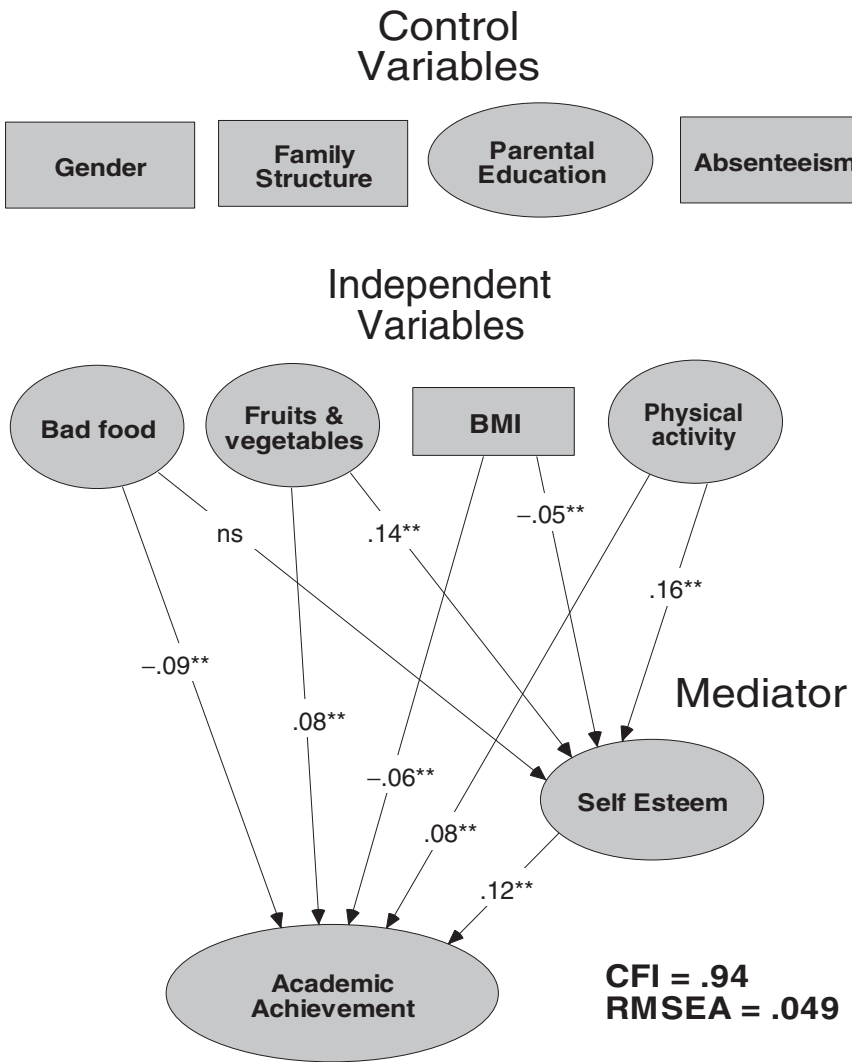 Control
Variables
Gender
Family
Structure
Parental
Education
Absenteeism
Independent
Variables
Bad food
Fruits &
vegetables
BMI
Physical
activity
ns
.14**
−.05**
.16**
−.09**
.08**
−.06**
.08**
Mediator
Self Esteem
.12**
Academic
Achievement
CFI = .94
RMSEA = .049